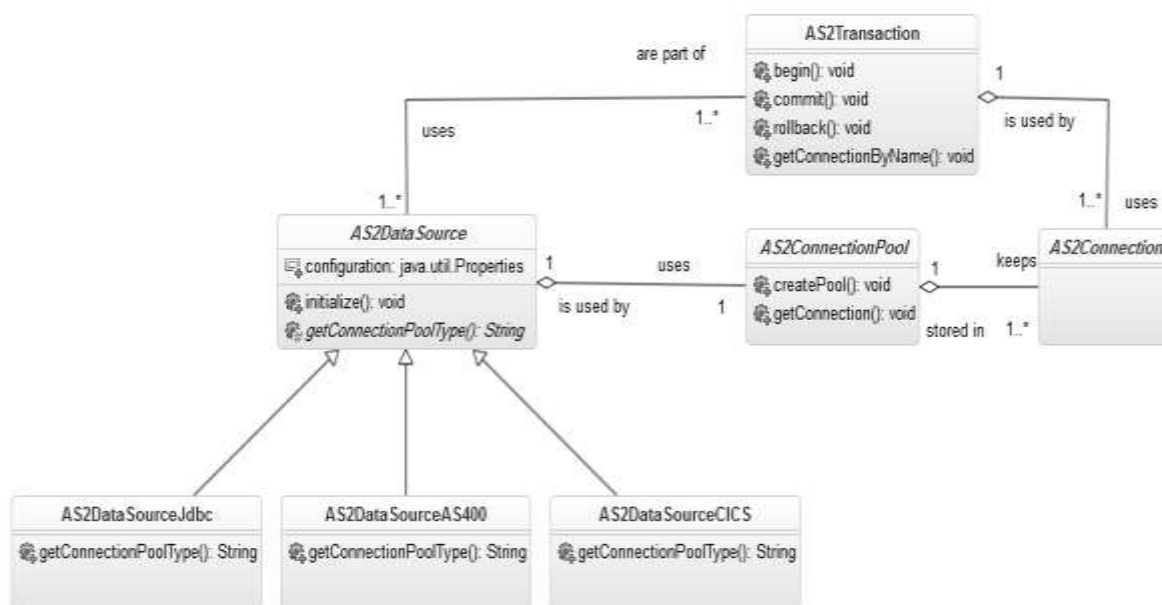 AS2Transaction
begin(): void
commit(): void
rollback(): void
getConnectionByName(): void
are part of
1..*
uses
1..*
1
is used by
1..*
uses
AS2DataSource
configuration: java.util.Properties
initialize(): void
getConnectionPoolType(): String
1
uses
is used by
1
AS2ConnectionPool
createPool(): void
getConnection(): void
1
keeps
stored in
1..*
AS2Connection
AS2DataSourceJdbc
getConnectionPoolType(): String
AS2DataSourceAS400
getConnectionPoolType(): String
AS2DataSourceCICS
getConnectionPoolType(): String